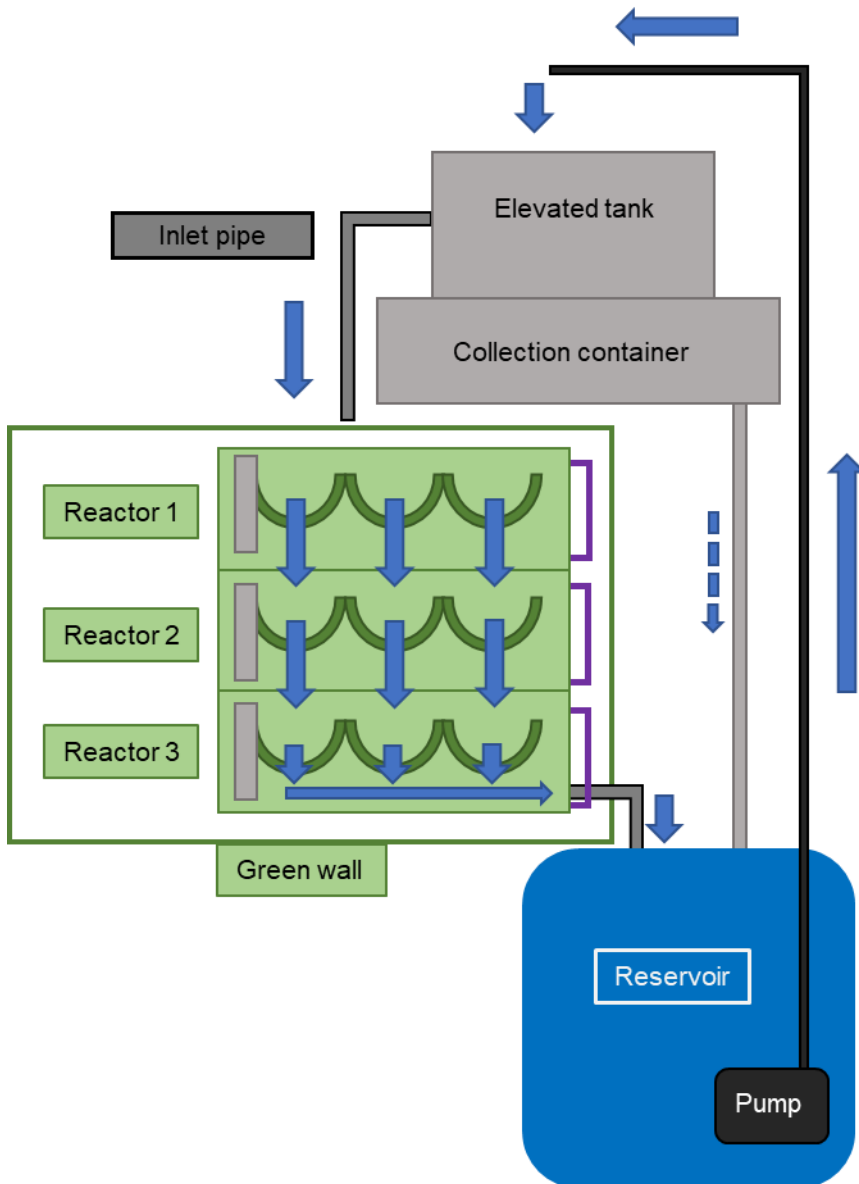 Elevated tank
Inlet pipe
Collection container
Reactor 1
Reactor 2
Reactor 3
Green wall
Reservoir
Pump